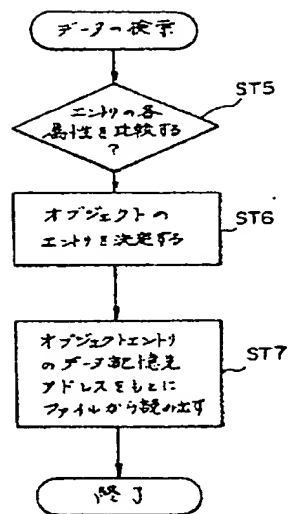 データの検索
エントリの各
属性を比較する
?
ST5
オブジェクトの
エントリを決定する
ST6
オブジェクトエントリ
のデータ記憶先
アドレスをもとに
ファイルから読み出す
ST7
終了